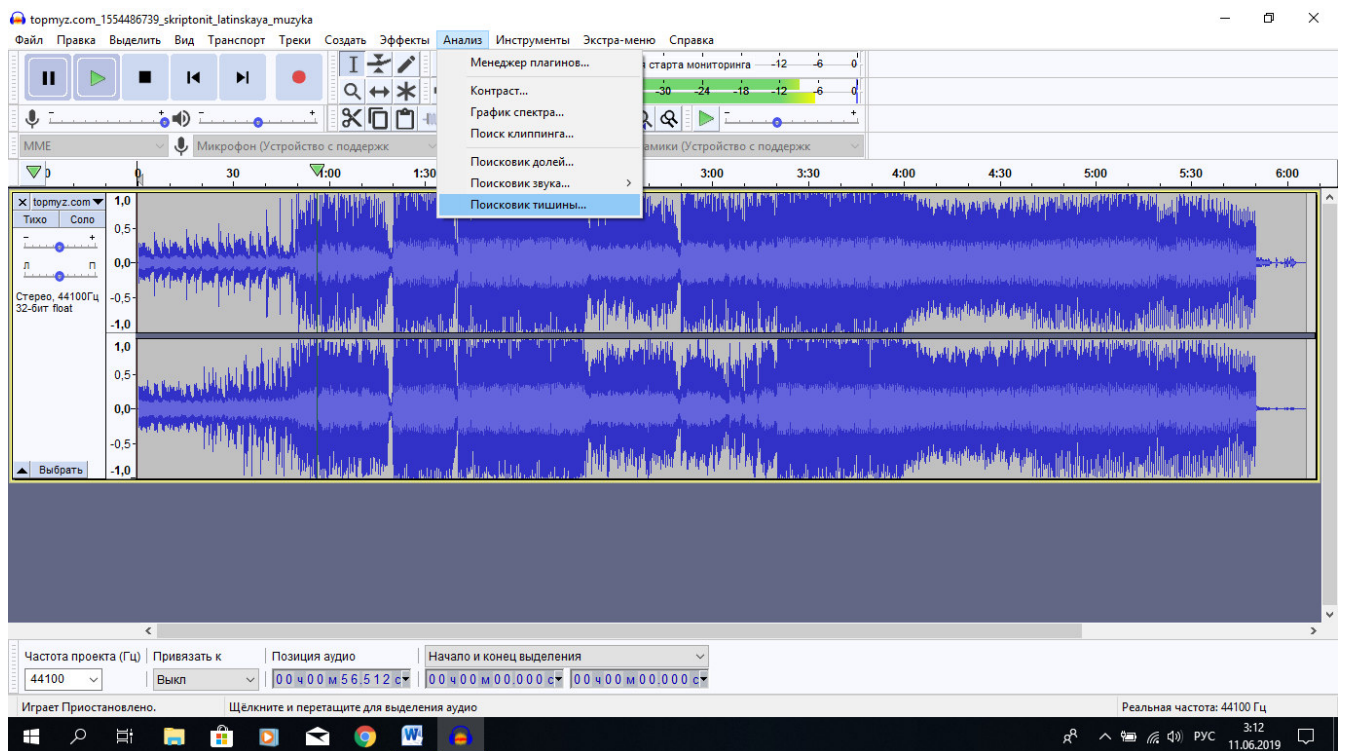 topmyz.com_1554486739_skriptonit_latinskaya_muzyka
Файл Правка Выделить Вид Транспорт Треки Создать Эффекты Анализ Инструменты Экстра-меню Справка
Менеджер плагинов...
Контраст...
График спектра...
Поиск клиппинга...
Поисковик долей...
Поисковик звука...
Поисковик тишины...
старта мониторинга -12 -6 0
-30 -24 -18 -12 -6 0
MME Микрофон (Устройство с поддержк амики (Устройство с поддержк
0 30 1:00 1:30 3:00 3:30 4:00 4:30 5:00 5:30 6:00
topmyz.com
Тихо Соло
- +
Л П
Стерео, 44100Гц
32-бит float
Выбрать
1,0
0,5
0,0
-0,5
-1,0
1,0
0,5
0,0
-0,5
-1,0
Частота проекта (Гц) Привязать к Позиция аудио Начало и конец выделения
44100 Выкл 00 ч 00 м 56.512 с 00 ч 00 м 00.000 с 00 ч 00 м 00.000 с
Играет Приостановлено. Щёлкните и перетащите для выделения аудио Реальная частота: 44100 Гц
РУС 3:12
11.06.2019